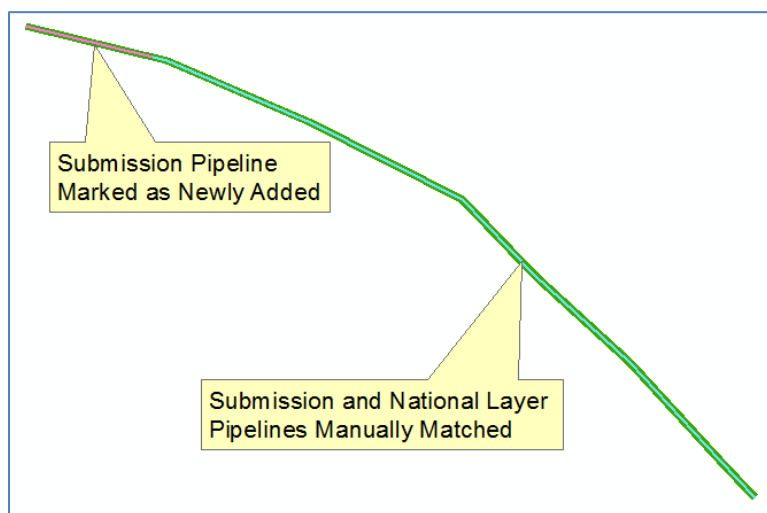 Submission Pipeline
Marked as Newly Added
Submission and National Layer
Pipelines Manually Matched